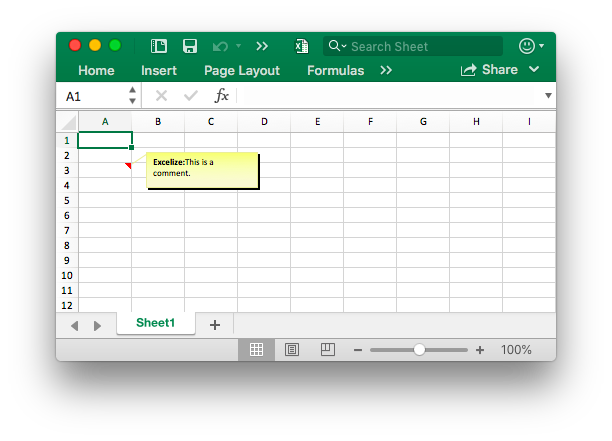 Search Sheet
Home Insert Page Layout Formulas Share
A1 fx
A B C D E F G H I
1
2
3
4
5
6
7
8
9
10
11
12
Excelize:This is a
comment.
Sheet1 +
− + 100%